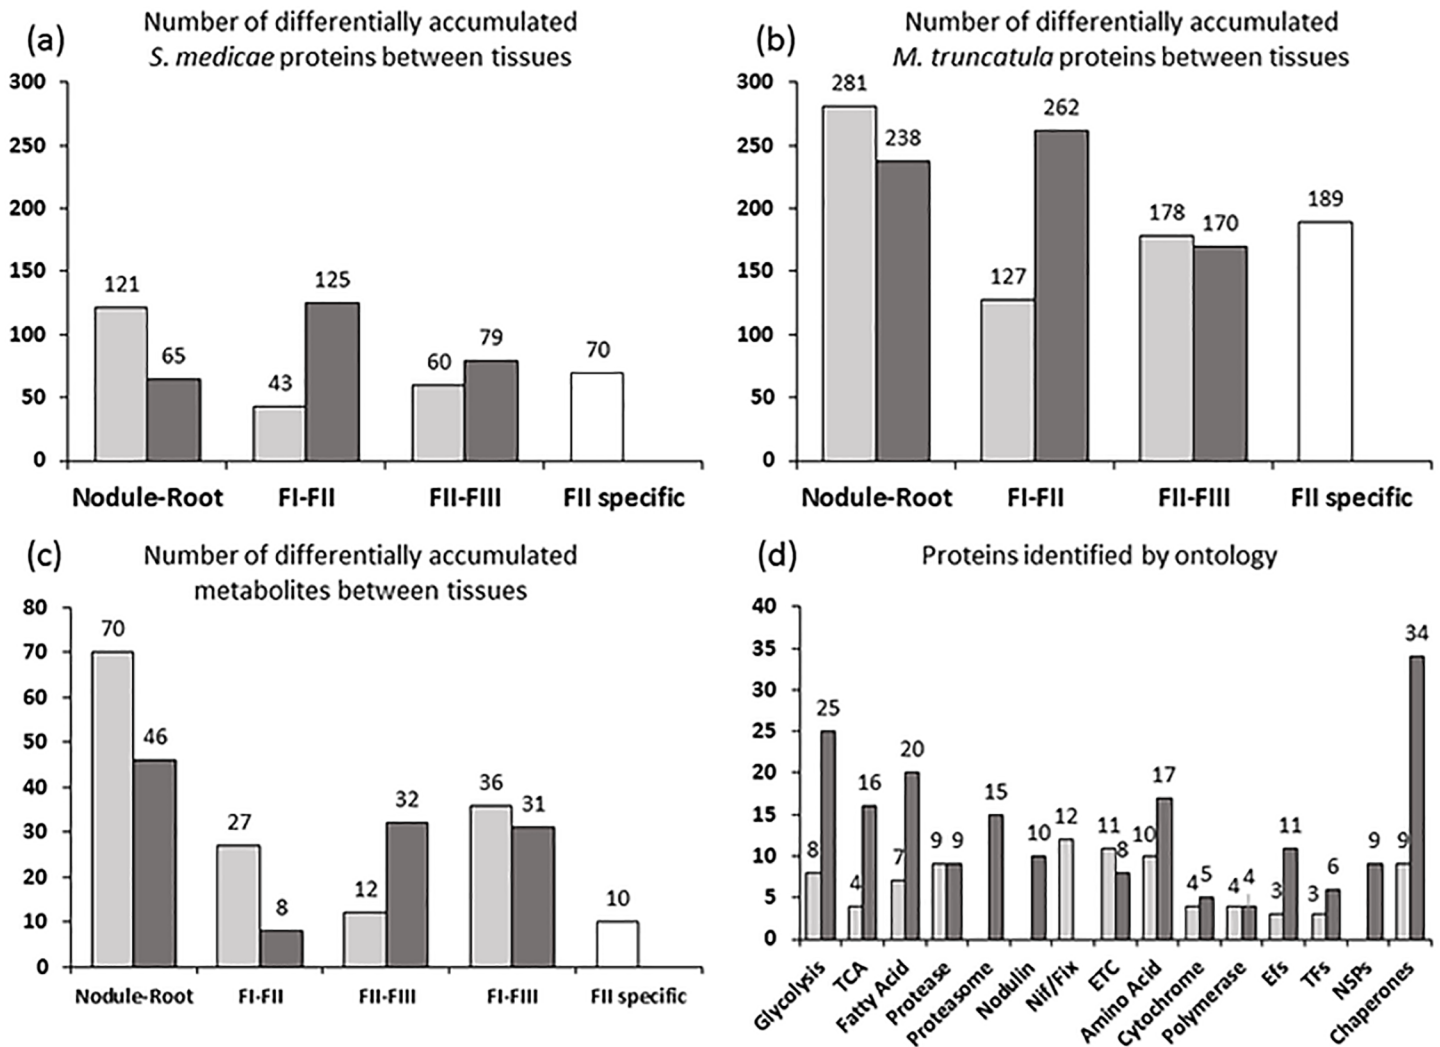 (a)
Number of differentially accumulated
S. medicae proteins between tissues
300
250
200
150
100
50
0
121
65
43
125
60
79
70
Nodule-Root FI-FII FII-FIII FII specific
(b)
Number of differentially accumulated
M. truncatula proteins between tissues
300
250
200
150
100
50
0
281
238
127
262
178
170
189
Nodule-Root FI-FII FII-FIII FII specific
(c)
Number of differentially accumulated
metabolites between tissues
80
70
60
50
40
30
20
10
0
70
46
27
8
12
32
36
31
10
Nodule-Root FI-FII FII-FIII FI-FIII FII specific
(d)
Proteins identified by ontology
40
35
30
25
20
15
10
5
0
8
25
4
16
7
20
9
9
15
10
12
11
8
10
17
4
5
4
4
3
11
3
6
9
9
34
Glycolysis
TCA
Fatty Acid
Protease
Proteasome
Nodulin
Nif/Fix
ETC
Amino Acid
Cytochrome
Polymerase
Efs
TFs
NSPs
Chaperones